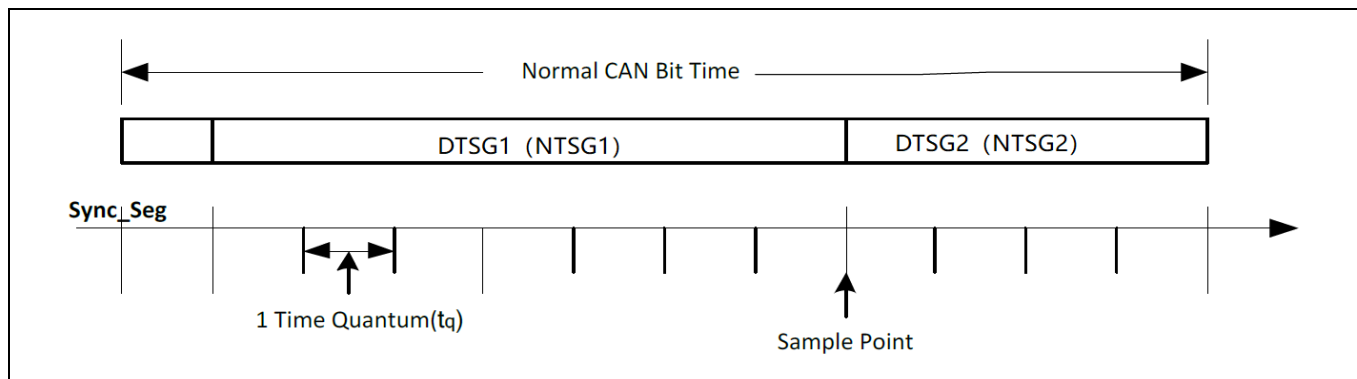 Normal CAN Bit Time
DTSG1（NTSG1） DTSG2（NTSG2）
Sync_Seg
1 Time Quantum(tq)
Sample Point